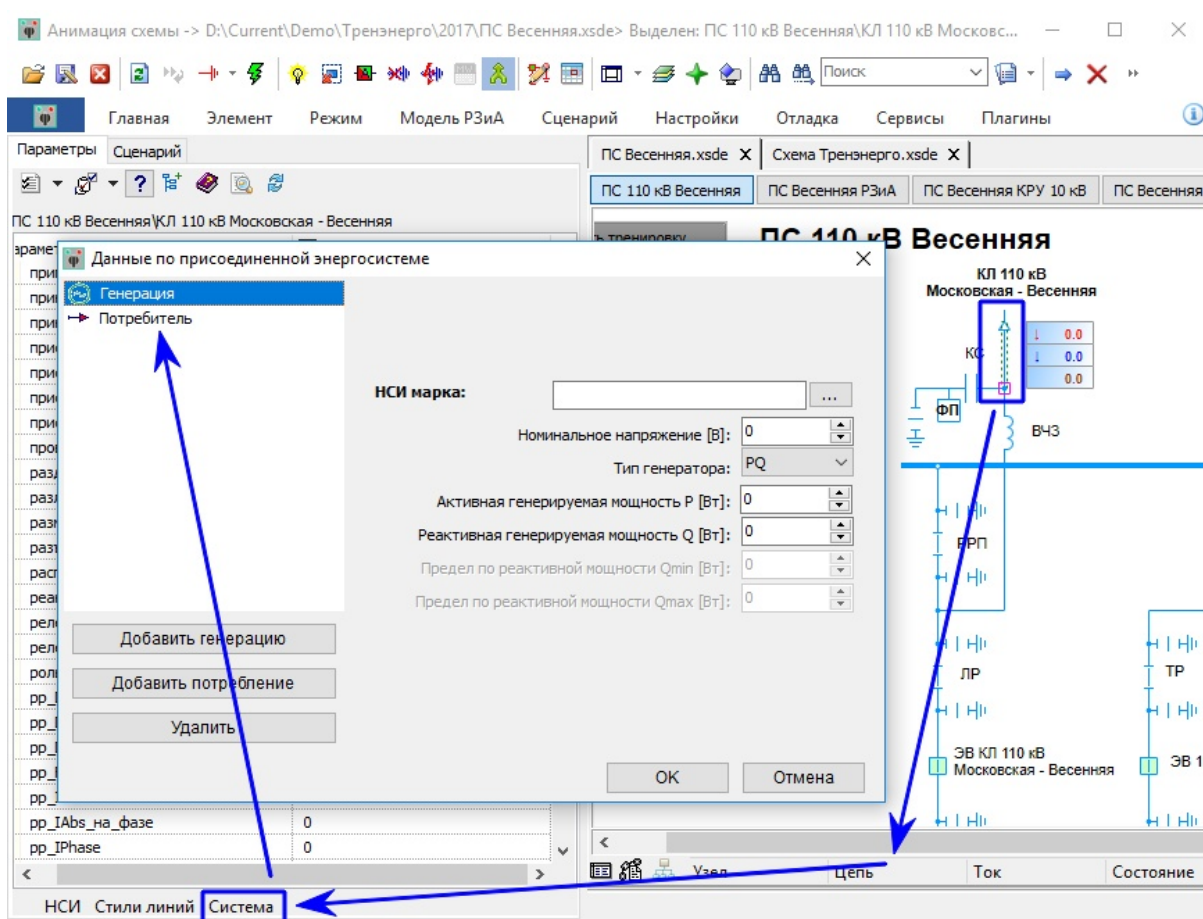 Анимация схемы -> D:\Current\Demo\Тренэнерго\2017\ПС Весенняя.xsde> Выделен: ПС 110 кВ Весенняя\КЛ 110 кВ Московс...
Поиск
Главная Элемент Режим Модель РЗиА Сценарий Настройки Отладка Сервисы Плагины
Параметры Сценарий
ПС Весенняя.xsde X Схема Тренэнерго.xsde X
ПС 110 кВ Весенняя ПС Весенняя РЗиА ПС Весенняя КРУ 10 кВ ПС Весенняя
ПС 110 кВ Весенняя\КЛ 110 кВ Московская - Весенняя
ПС 110 кВ Весенняя
КЛ 110 кВ
Московская - Весенняя
0.0
0.0
0.0
КС
ФП
ВЧЗ
РРП
ЛР
ТР
ЭВ КЛ 110 кВ
Московская - Весенняя
ЭВ 1
Данные по присоединенной энергосистеме
Генерация
Потребитель
НСИ марка: ...
Номинальное напряжение [В]: 0
Тип генератора: PQ
Активная генерируемая мощность P [Вт]: 0
Реактивная генерируемая мощность Q [Вт]: 0
Предел по реактивной мощности Qmin [Вт]: 0
Предел по реактивной мощности Qmax [Вт]: 0
Добавить генерацию
Добавить потребление
Удалить
OK Отмена
pp_IAbs_на_фазе 0
pp_IPhase 0
Узел Цепь Ток Состояние
НСИ Стили линий Система